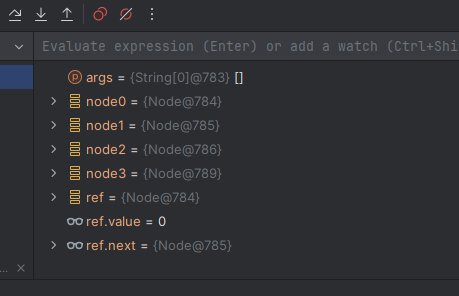 Evaluate expression (Enter) or add a watch (Ctrl+Shi
args = {String[0]@783} []
node0 = {Node@784}
node1 = {Node@785}
node2 = {Node@786}
node3 = {Node@789}
ref = {Node@784}
ref.value = 0
ref.next = {Node@785}
...